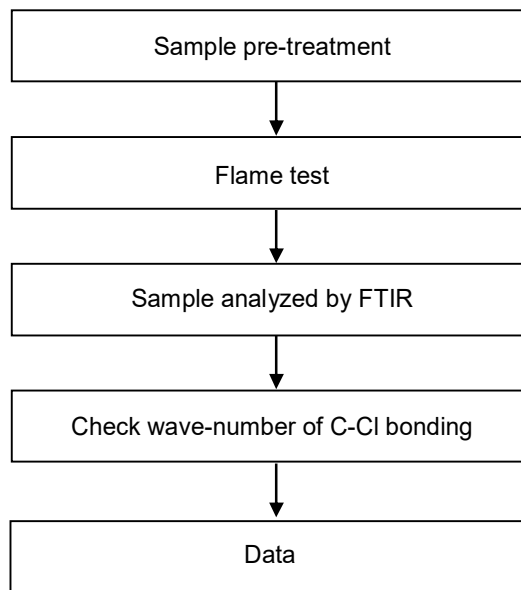 Sample pre-treatment
Flame test
Sample analyzed by FTIR
Check wave-number of C-Cl bonding
Data